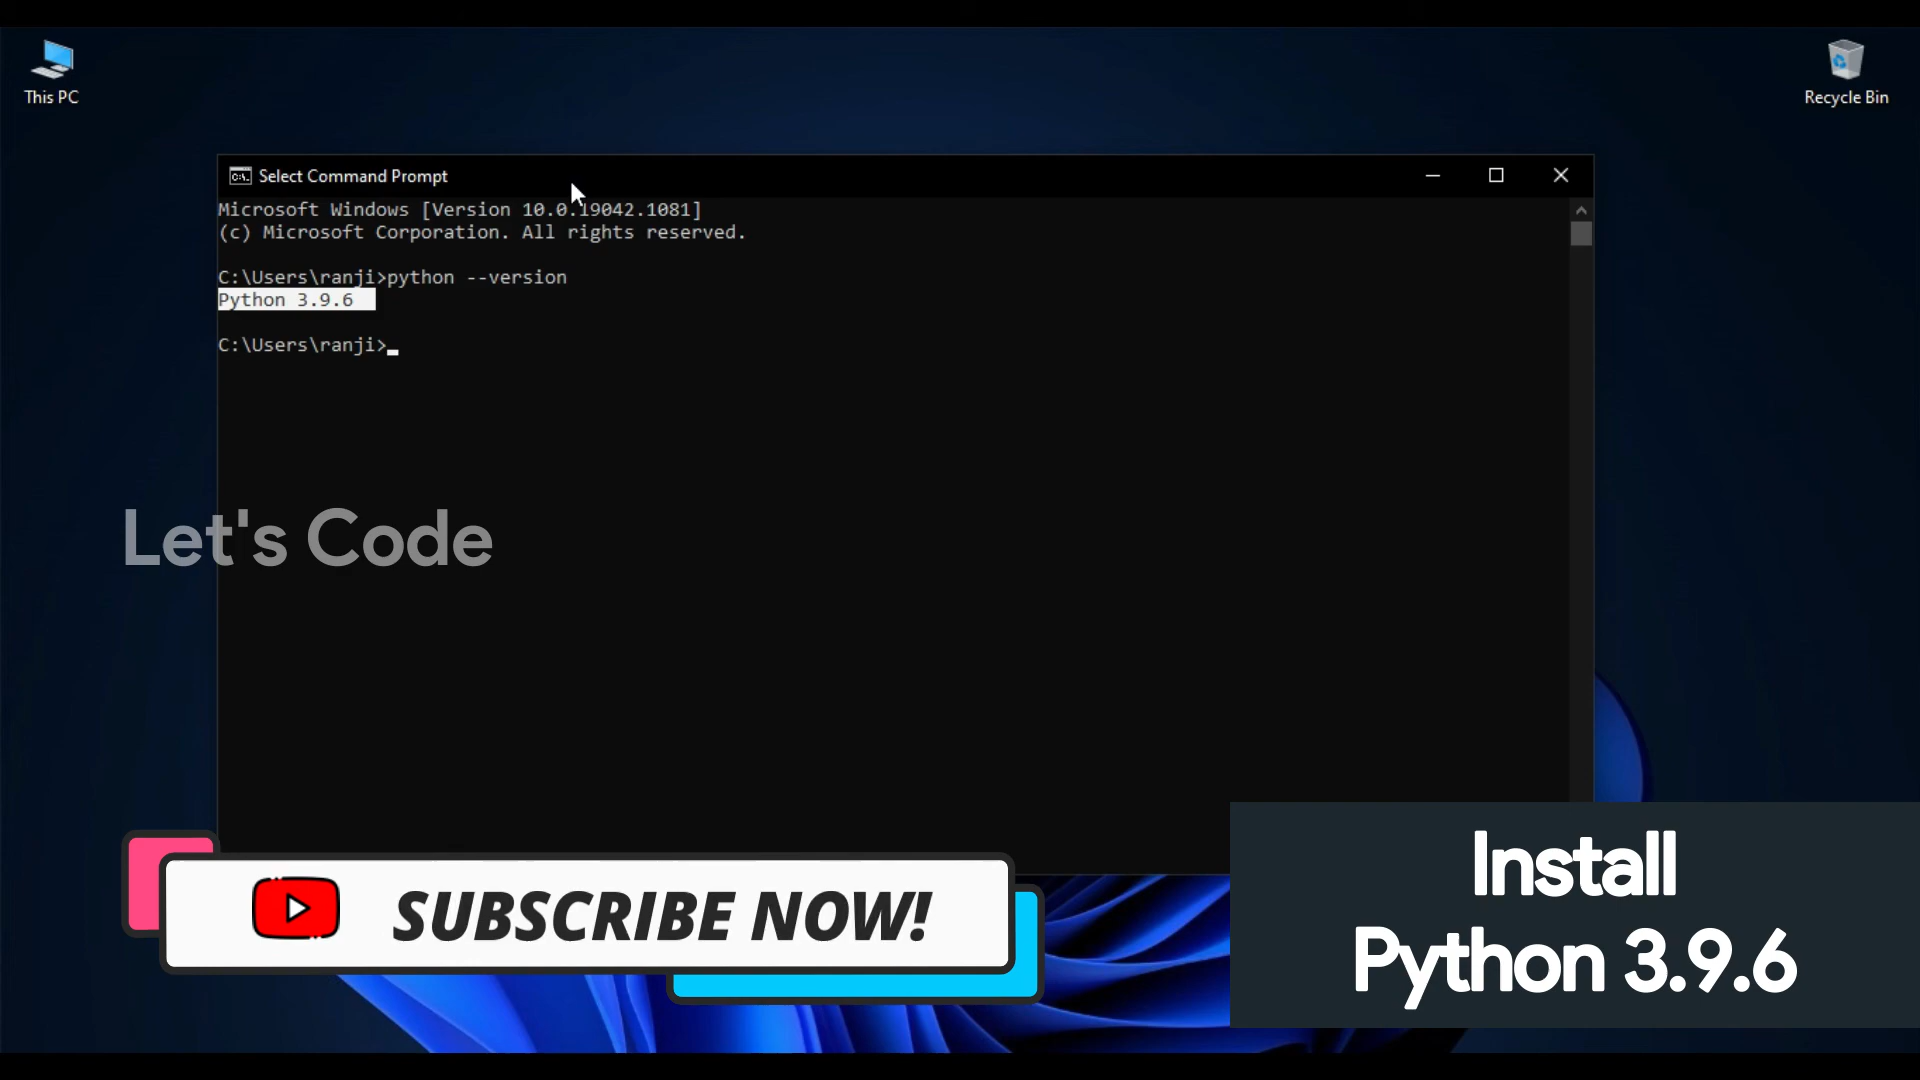 This PC
Recycle Bin
Select Command Prompt
Microsoft Windows [Version 10.0.19042.1081]
(c) Microsoft Corporation. All rights reserved.
C:\Users\ranji>python --version
Python 3.9.6
C:\Users\ranji>
Let's Code
SUBSCRIBE NOW!
Install
Python 3.9.6